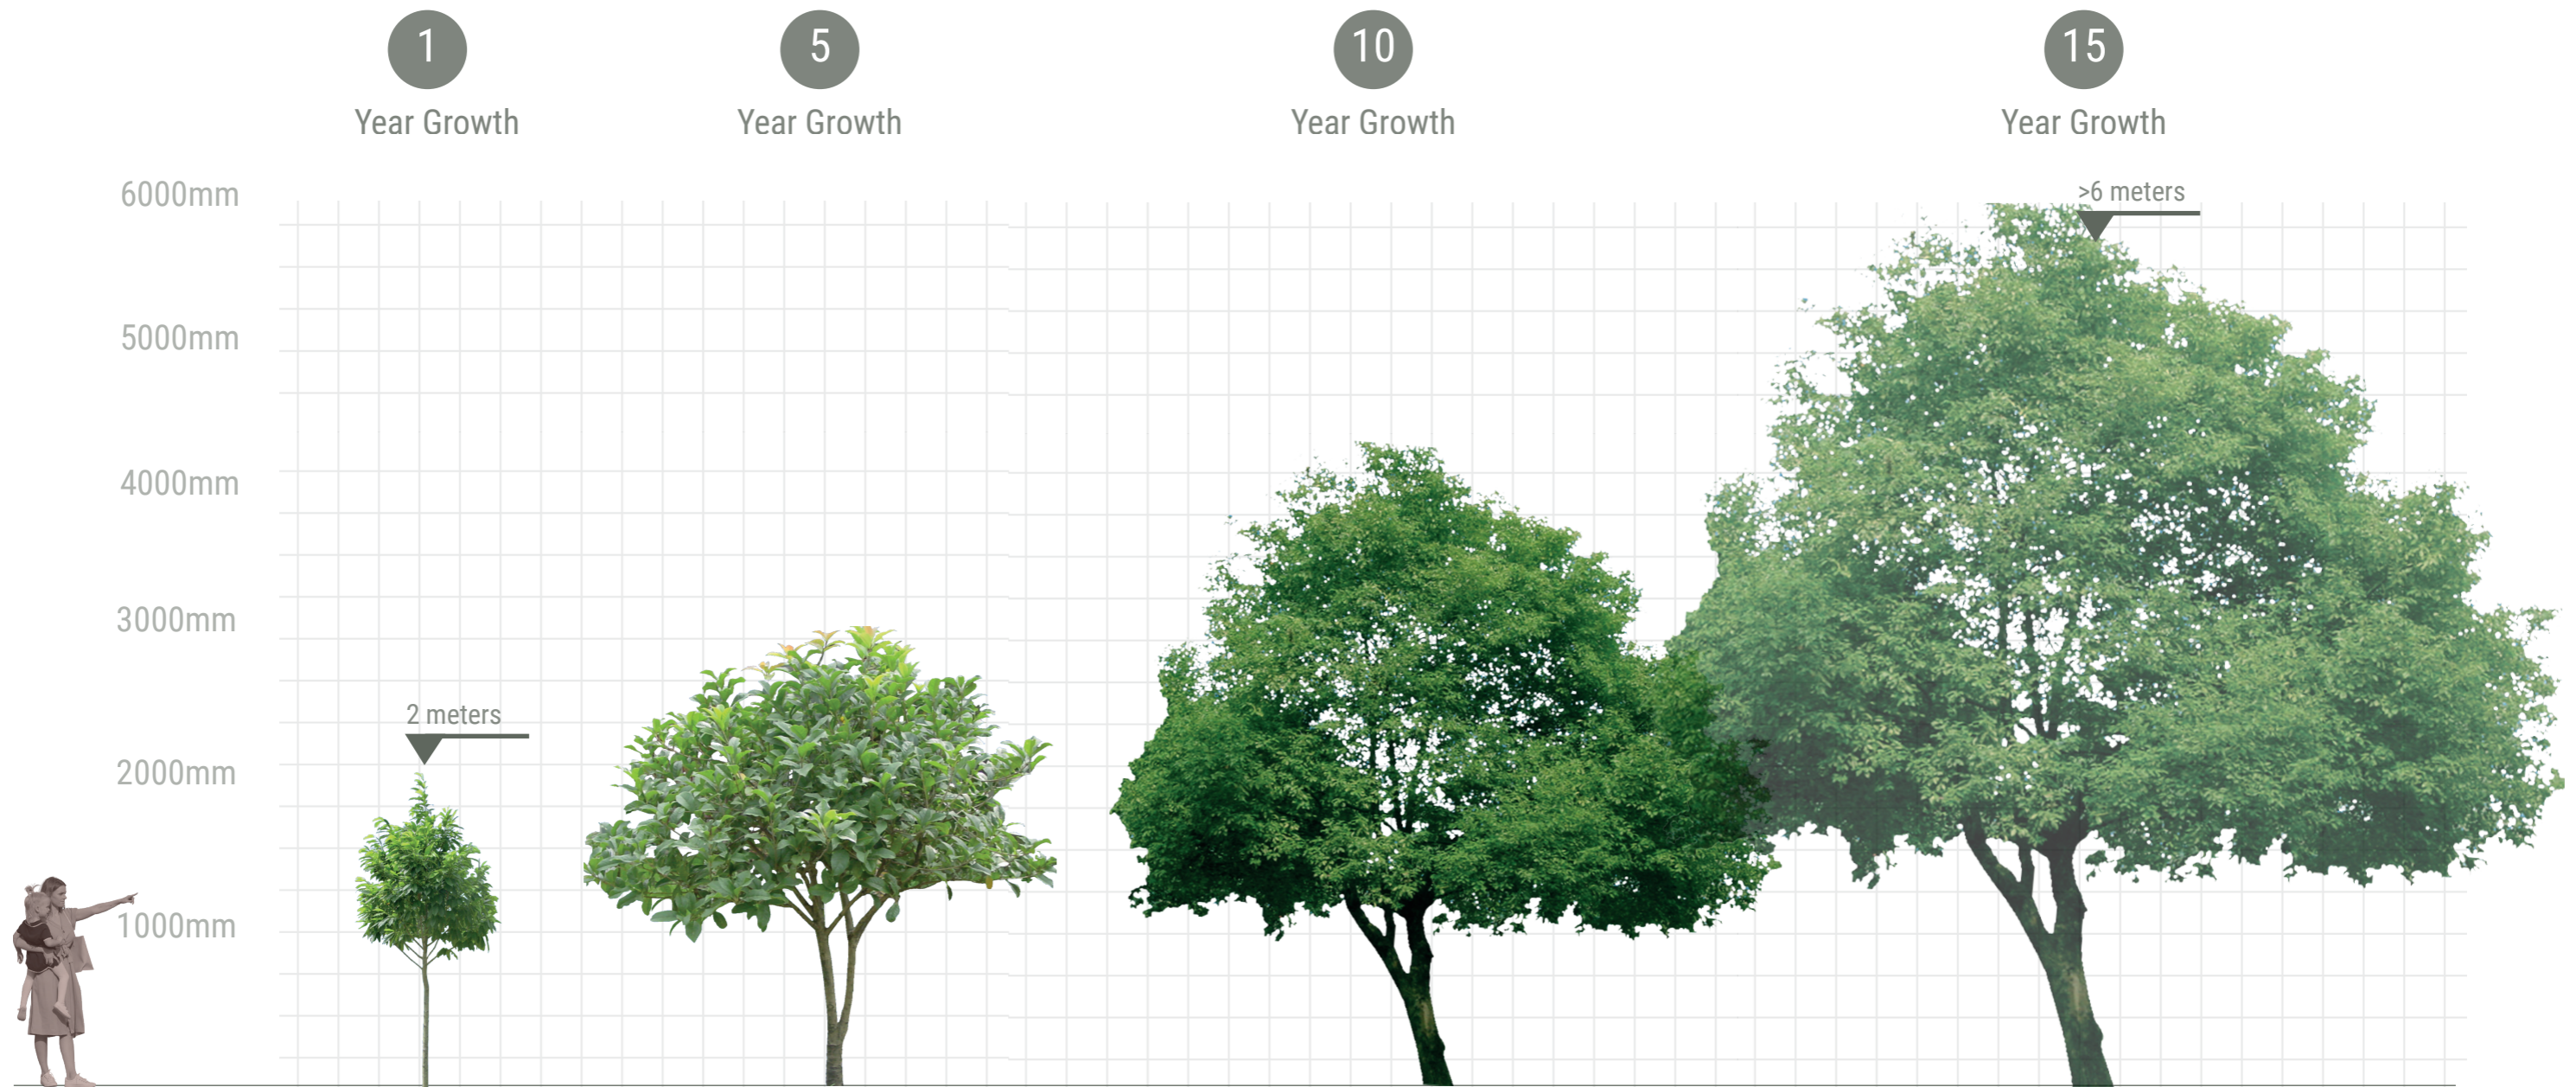 1
Year Growth
5
Year Growth
10
Year Growth
15
Year Growth
6000mm
>6 meters
5000mm
4000mm
3000mm
2 meters
2000mm
1000mm